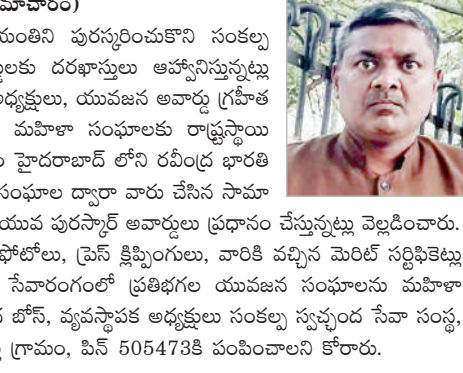 మాచారం)
యంతిని పురస్కరించుకొని సంకల్ప
్డులకు దరఖాస్తులు ఆహ్వానిస్తున్నట్లు
అధ్యక్షులు, యువజన అవార్డు గ్రహీత
మహిళా సంఘాలకు రాష్ట్రస్థాయి
హైదరాబాద్ లోని రవీంద్ర భారతి
సంఘాల ద్వారా వారు చేసిన సామా
యువ పురస్కార్ అవార్డులు ప్రధానం చేస్తున్నట్లు వెల్లడించారు.
ఫోటోలు, ప్రెస్ క్లిప్పింగులు, వారికి వచ్చిన మెరిట్ సర్టిఫికెట్లు
సేవారంగంలో ప్రతిభగల యువజన సంఘాలను మహిళా
బోస్, వ్యవస్థాపక అధ్యక్షులు సంకల్ప స్వచ్ఛంద సేవా సంస్థ,
గ్రామం, పిన్ 505473కి పంపించాలని కోరారు.